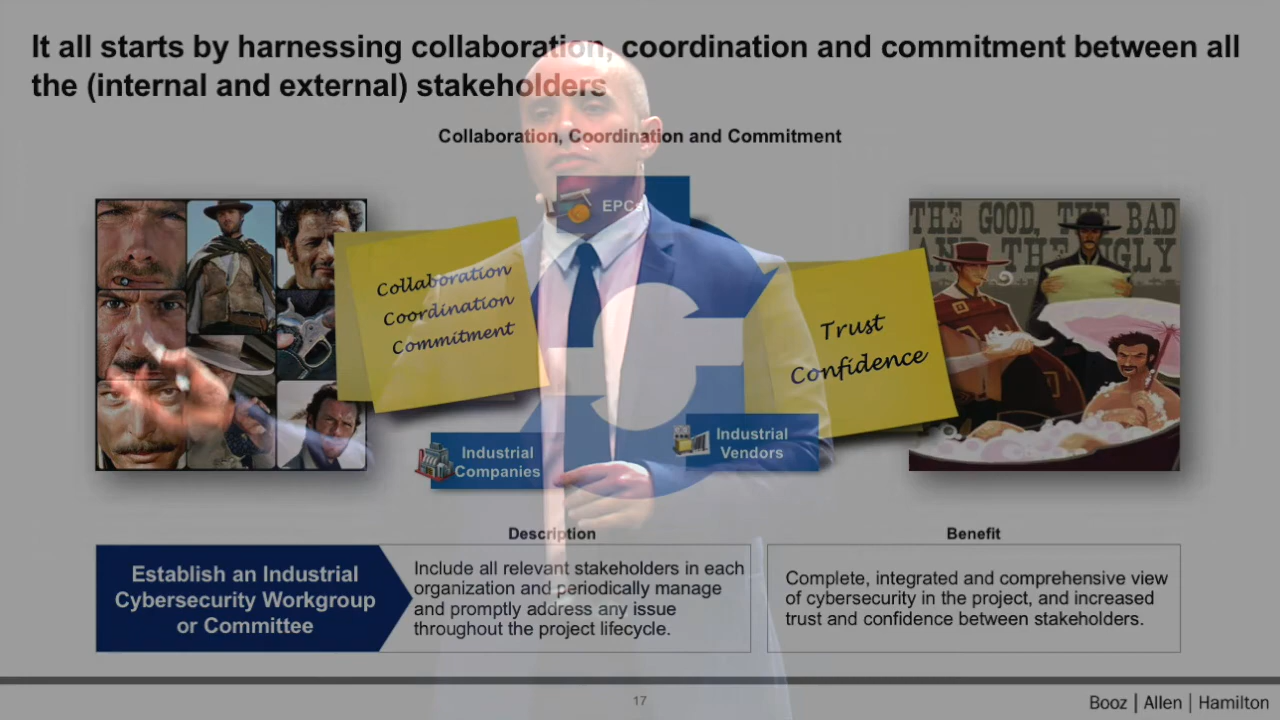 It all starts by harnessing collaboration, coordination and commitment between all
the (internal and external) stakeholders
Collaboration, Coordination and Commitment
EPCs
THE GOOD, THE BAD
AND THE UGLY
Collaboration
Coordination
Commitment
Trust
Confidence
Industrial
Companies
Industrial
Vendors
Description
Benefit
Establish an Industrial
Cybersecurity Workgroup
or Committee
Include all relevant stakeholders in each
organization and periodically manage
and promptly address any issue
throughout the project lifecycle.
Complete, integrated and comprehensive view
of cybersecurity in the project, and increased
trust and confidence between stakeholders.
17
Booz | Allen | Hamilton